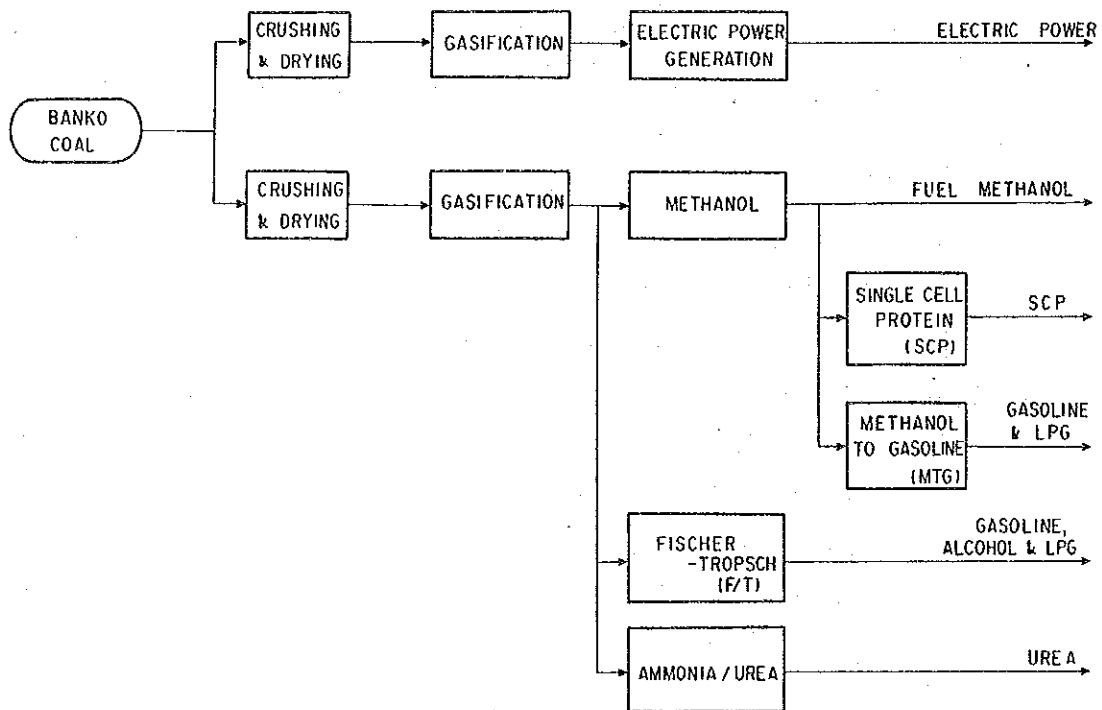 CRUSHING
& DRYING
GASIFICATION
ELECTRIC POWER
GENERATION
ELECTRIC POWER
BANKO
COAL
CRUSHING
& DRYING
GASIFICATION
METHANOL
FUEL METHANOL
SINGLE CELL
PROTEIN
(SCP)
SCP
METHANOL
TO GASOLINE
(MTG)
GASOLINE
& LPG
FISCHER
-TROPSCH
(F/T)
GASOLINE,
ALCOHOL & LPG
AMMONIA/UREA
UREA